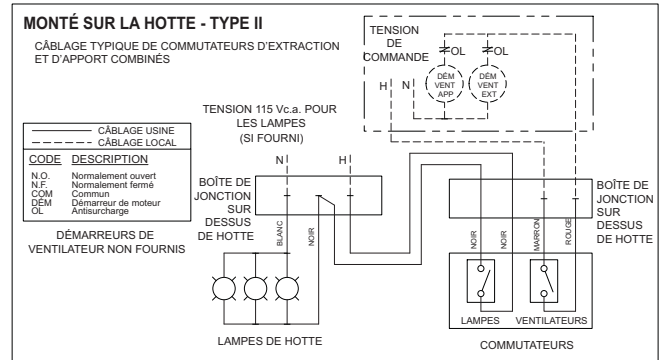 MONTÉ SUR LA HOTTE - TYPE II
CÂBLAGE TYPIQUE DE COMMUTATEURS D'EXTRACTION
ET D'APPORT COMBINÉS
TENSION
DE
COMMANDE
OL
OL
DÉM
VENT
APP
DÉM
VENT
EXT
H
N
TENSION 115 Vc.a. POUR
LES LAMPES
(SI FOURNI)
N
H
CÂBLAGE USINE
CÂBLAGE LOCAL
CODE DESCRIPTION
N.O. Normalement ouvert
N.F. Normalement fermé
COM Commun
DÉM Démarreur de moteur
OL Antisurcharge
DÉMARREURS DE
VENTILATEUR NON FOURNIS
BOÎTE DE
JONCTION
SUR
DESSUS
DE HOTTE
BLANC
NOIR
LAMPES DE HOTTE
BOÎTE DE
JONCTION
SUR
DESSUS
DE HOTTE
NOIR
NOIR
MARRON
ROUGE
LAMPES
VENTILATEURS
COMMUTATEURS